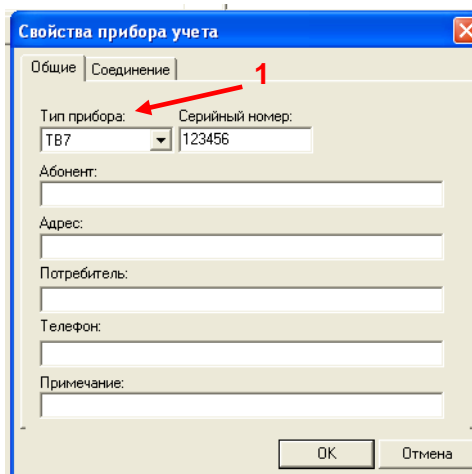 Свойства прибора учета
Общие Соединение
1
Тип прибора: Серийный номер:
ТВ7 123456
Абонент:
Адрес:
Потребитель:
Телефон:
Примечание:
OK Отмена